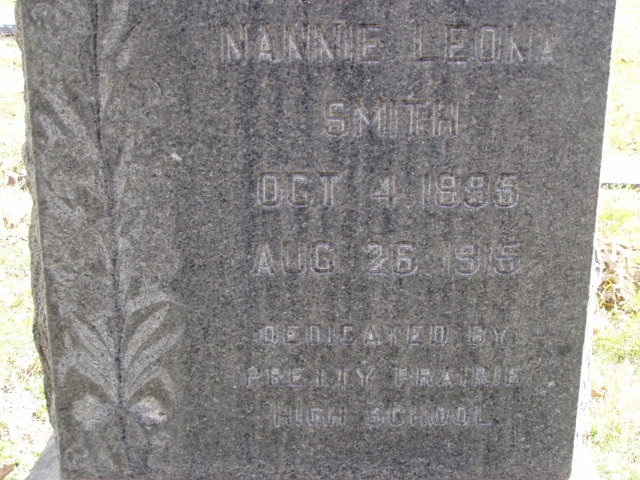 NANNIE LEONA
SMITH
OCT 4 1895
AUG 26 1915
DEDICATED BY
PRETTY PRAIRIE
HIGH SCHOOL